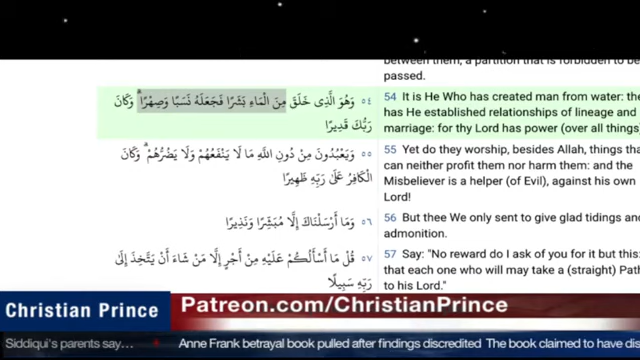 between them, a partition that is forbidden to be
passed.
٥٤ وَهُوَ الَّذِى خَلَقَ مِنَ الْمَاءِ بَشَرًا فَجَعَلَهُ نَسَبًا وَصِهْرًا ۗ وَكَانَ
رَبُّكَ قَدِيرًا
54 It is He Who has created man from water: the
has He established relationships of lineage and
marriage: for thy Lord has power (over all things)
٥٥ وَيَعْبُدُونَ مِنْ دُونِ اللَّهِ مَا لَا يَنْفَعُهُمْ وَلَا يَضُرُّهُمْ ۗ وَكَانَ
الْكَافِرُ عَلَىٰ رَبِّهِ ظَهِيرًا
55 Yet do they worship, besides Allah, things tha
can neither profit them nor harm them: and the
Misbeliever is a helper (of Evil), against his own
Lord!
٥٦ وَمَا أَرْسَلْنَاكَ إِلَّا مُبَشِّرًا وَنَذِيرًا
56 But thee We only sent to give glad tidings and
admonition.
٥٧ قُلْ مَا أَسْأَلُكُمْ عَلَيْهِ مِنْ أَجْرٍ إِلَّا مَنْ شَاءَ أَنْ يَتَّخِذَ إِلَىٰ
رَبِّهِ سَبِيلًا
57 Say: "No reward do I ask of you for it but this:
that each one who will may take a (straight) Pat
to his Lord."
Christian Prince
Patreon.com/ChristianPrince
Siddiqui's parents say... Anne Frank betrayal book pulled after findings discredited The book claimed to have dis